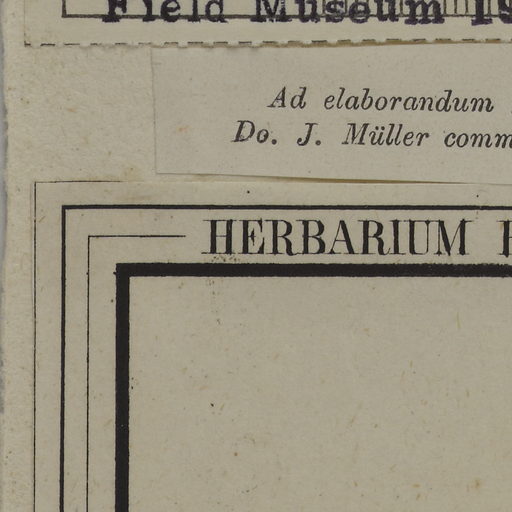 Field Museum
Ad elaborandum
Do. J. Müller comm
HERBARIUM